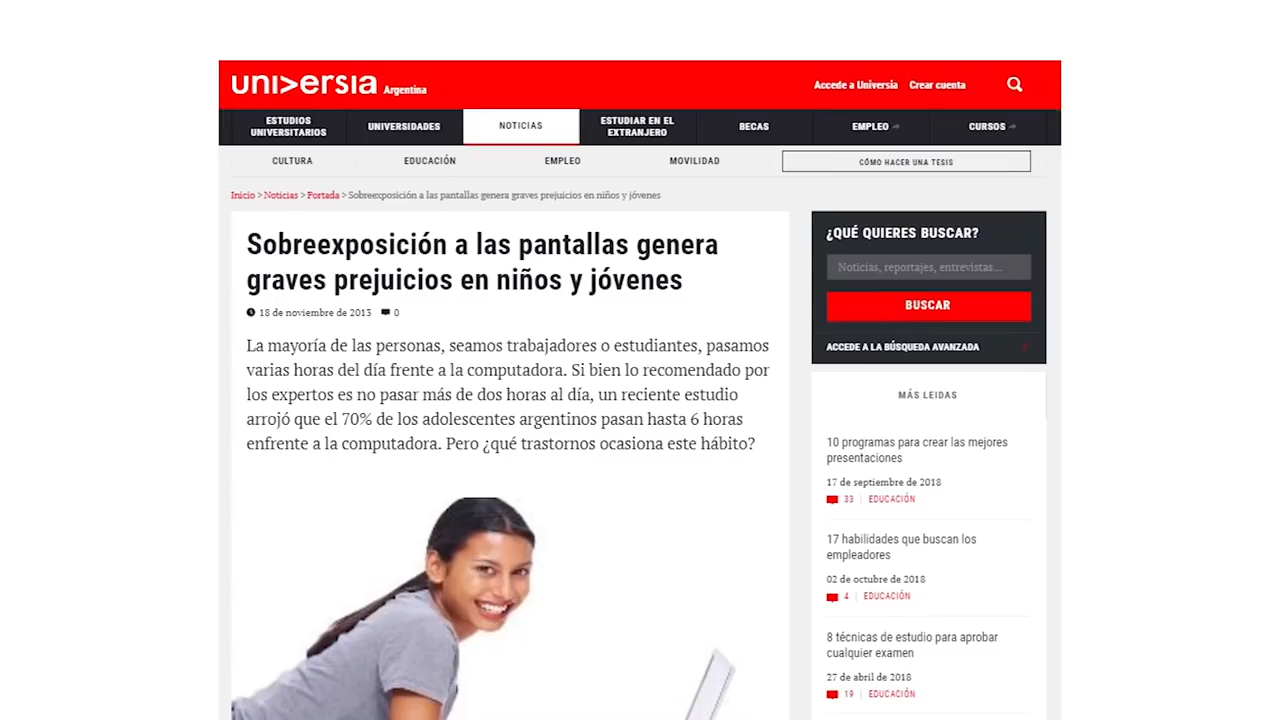 uni>ersia Argentina
Accede a Universia Crear cuenta
ESTUDIOS UNIVERSITARIOS
UNIVERSIDADES
NOTICIAS
ESTUDIAR EN EL EXTRANJERO
BECAS
EMPLEO
CURSOS
CULTURA
EDUCACIÓN
EMPLEO
MOVILIDAD
CÓMO HACER UNA TESIS
Inicio > Noticias > Portada > Sobreexposición a las pantallas genera graves prejuicios en niños y jóvenes
Sobreexposición a las pantallas genera
graves prejuicios en niños y jóvenes
18 de noviembre de 2013 0
La mayoría de las personas, seamos trabajadores o estudiantes, pasamos
varias horas del día frente a la computadora. Si bien lo recomendado por
los expertos es no pasar más de dos horas al día, un reciente estudio
arrojó que el 70% de los adolescentes argentinos pasan hasta 6 horas
enfrente a la computadora. Pero ¿qué trastornos ocasiona este hábito?
¿QUÉ QUIERES BUSCAR?
Noticias, reportajes, entrevistas...
BUSCAR
ACCEDE A LA BÚSQUEDA AVANZADA
MÁS LEIDAS
10 programas para crear las mejores
presentaciones
17 de septiembre de 2018
33 | EDUCACIÓN
17 habilidades que buscan los
empleadores
02 de octubre de 2018
4 | EDUCACIÓN
8 técnicas de estudio para aprobar
cualquier examen
27 de abril de 2018
19 | EDUCACIÓN